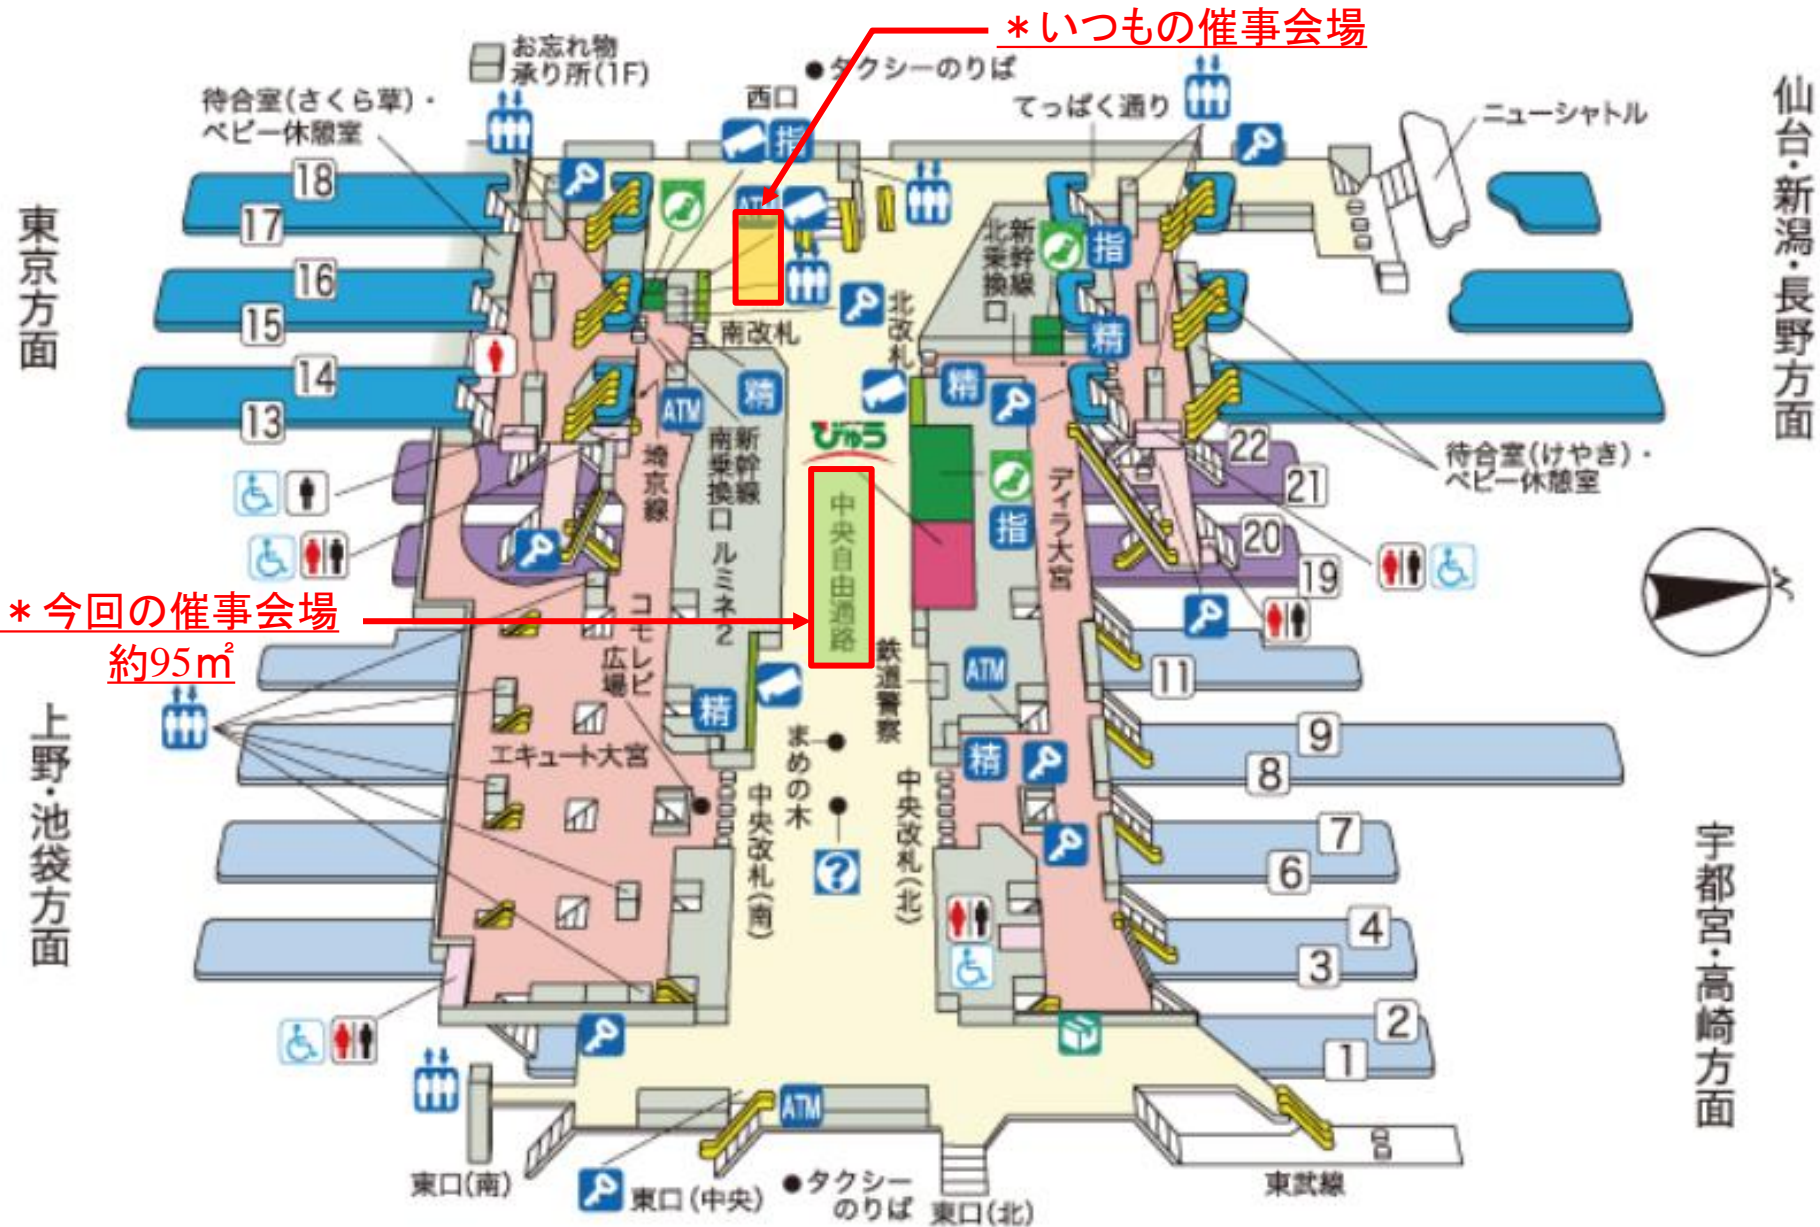 ＊いつもの催事会場
お忘れ物
承り所(1F)
●タクシーのりば
西口
待合室(さくら草)・
ベビー休憩室
てっぱく通り
ニューシャトル
仙台・新潟・長野方面
東京方面
指
ATM
18
17
16
15
14
13
新幹線
北乗換口
指
精
南改札
北改札
精
ATM
精
びゅう
新幹線
南乗換口
埼京線
ルミネ2
中央自由通路
指
ディラ大宮
22
21
20
19
待合室(けやき)・
ベビー休憩室
＊今回の催事会場
約95㎡
コモレビ
広場
鉄道警察
ATM
11
精
エキュート大宮
まめの木
精
9
8
上野・池袋方面
中央改札(南)
中央改札(北)
?
7
6
4
3
2
1
宇都宮・高崎方面
ATM
東口(南)
東口(中央)
●タクシー
のりば
東口(北)
東武線